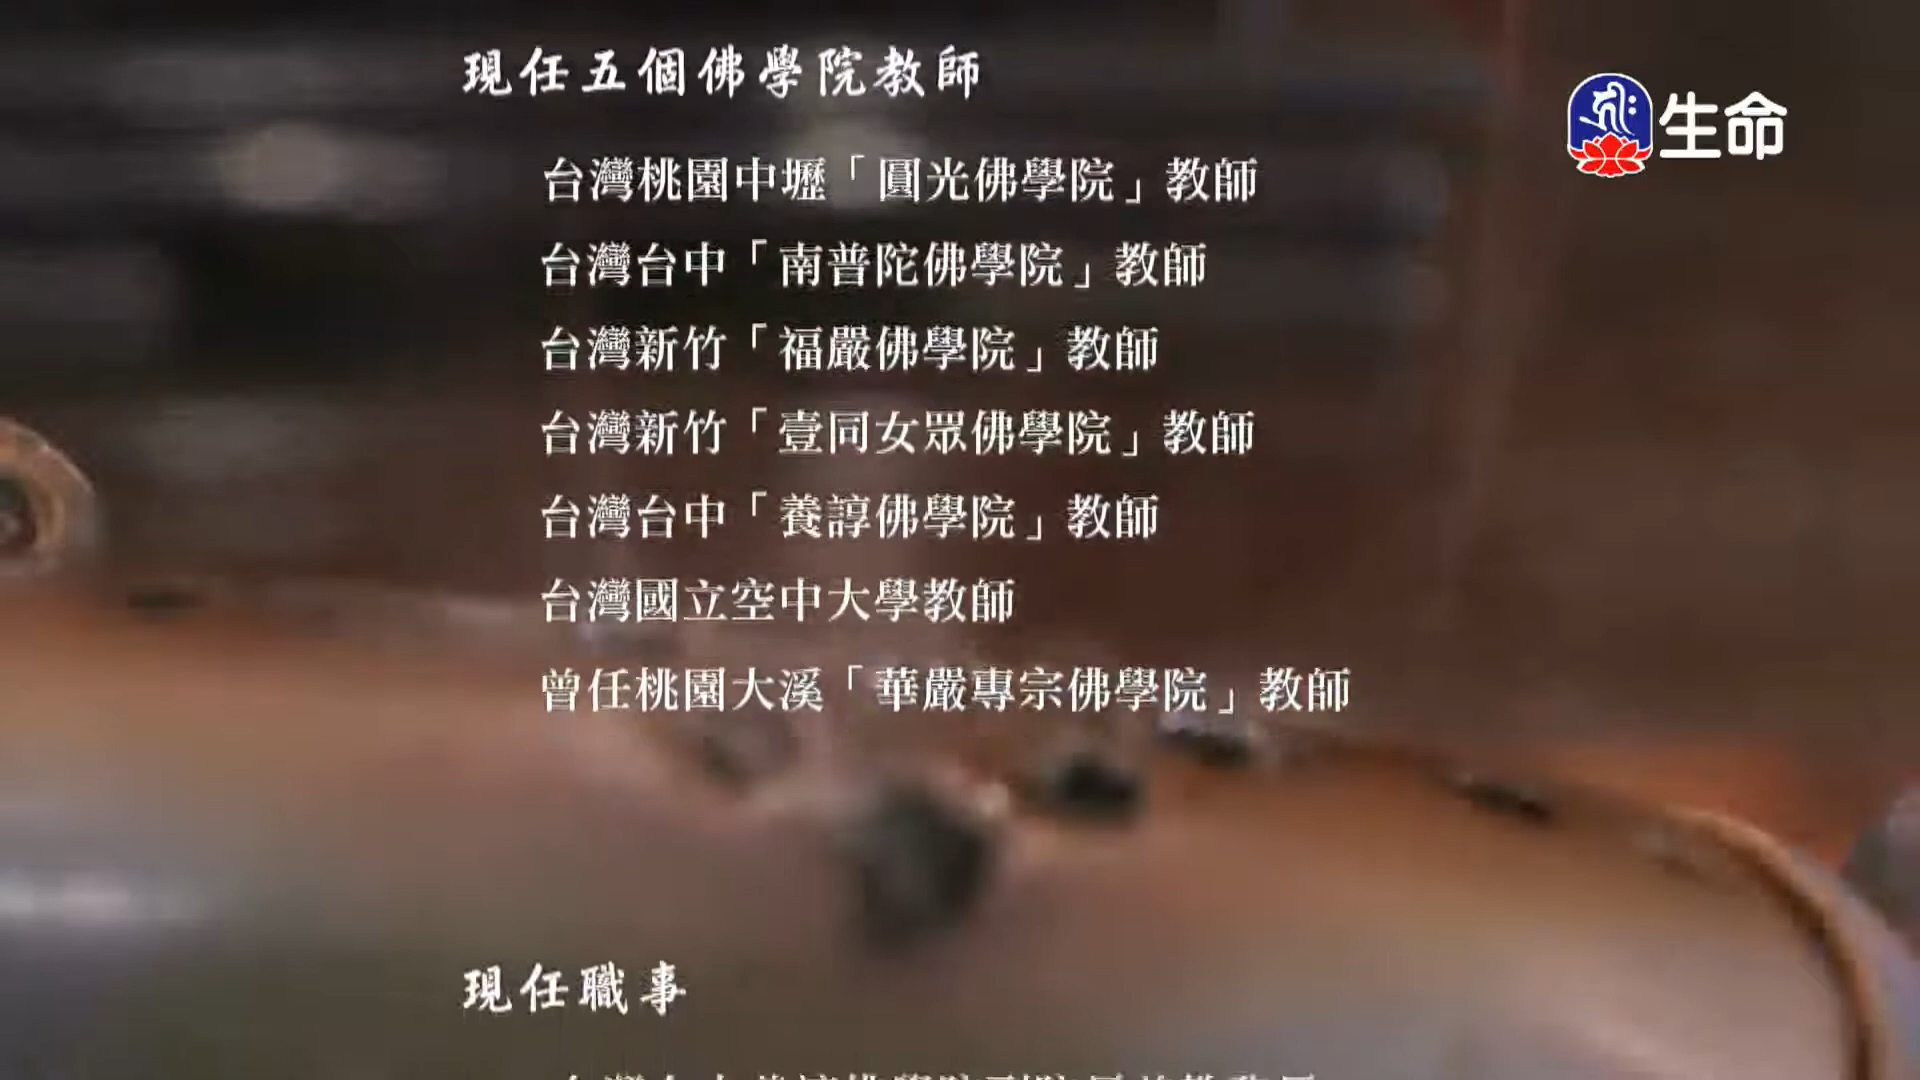 現任五個佛學院教師
生命
台灣桃園中壢「圓光佛學院」教師
台灣台中「南普陀佛學院」教師
台灣新竹「福嚴佛學院」教師
台灣新竹「壹同女眾佛學院」教師
台灣台中「養諄佛學院」教師
台灣國立空中大學教師
曾任桃園大溪「華嚴專宗佛學院」教師
現任職事